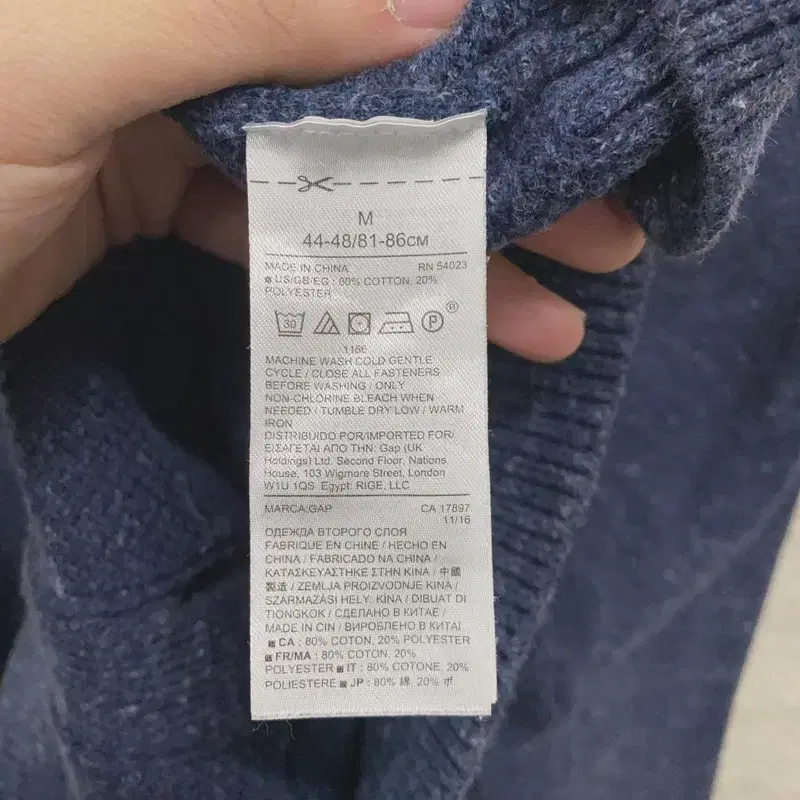 M
44-48/81-86CM
MADE IN CHINA RN 54023
US/GB/EG : 80% COTTON, 20%
POLYESTER
30 P
1186
MACHINE WASH COLD GENTLE
CYCLE / CLOSE ALL FASTENERS
BEFORE WASHING / ONLY
NON-CHLORINE BLEACH WHEN
NEEDED / TUMBLE DRY LOW / WARM
IRON
DISTRIBUIDO POR/IMPORTED FOR/
ΕΙΣΑΓΕΤΑΙ ΑΠΟ ΤΗΝ: Gap (UK
Holdings) Ltd. Second Floor, Nations
House, 103 Wigmore Street, London
W1U 1QS Egypt: RIGE, LLC
MARCA:GAP CA 17897
11/16
ОДЕЖДА ВТОРОГО СЛОЯ
FABRIQUE EN CHINE / HECHO EN
CHINA / FABRICADO NA CHINA /
ΚΑΤΑΣΚΕΥΑΣΤΗΚΕ ΣΤΗΝ ΚΙΝΑ / 中國
製造 / ZEMLJA PROIZVODNJE KINA /
SZÁRMAZÁSI HELY: KÍNA / DIBUAT DI
TIONGKOK / СДЕЛАНО В КИТАЕ /
MADE IN CIN / ВИРОБЛЕНО В КИТАЇ
CA : 80% COTON, 20% POLYESTER
FR/MA : 80% COTON, 20%
POLYESTER IT : 80% COTONE, 20%
POLIESTERE JP : 80% 綿, 20% ポ